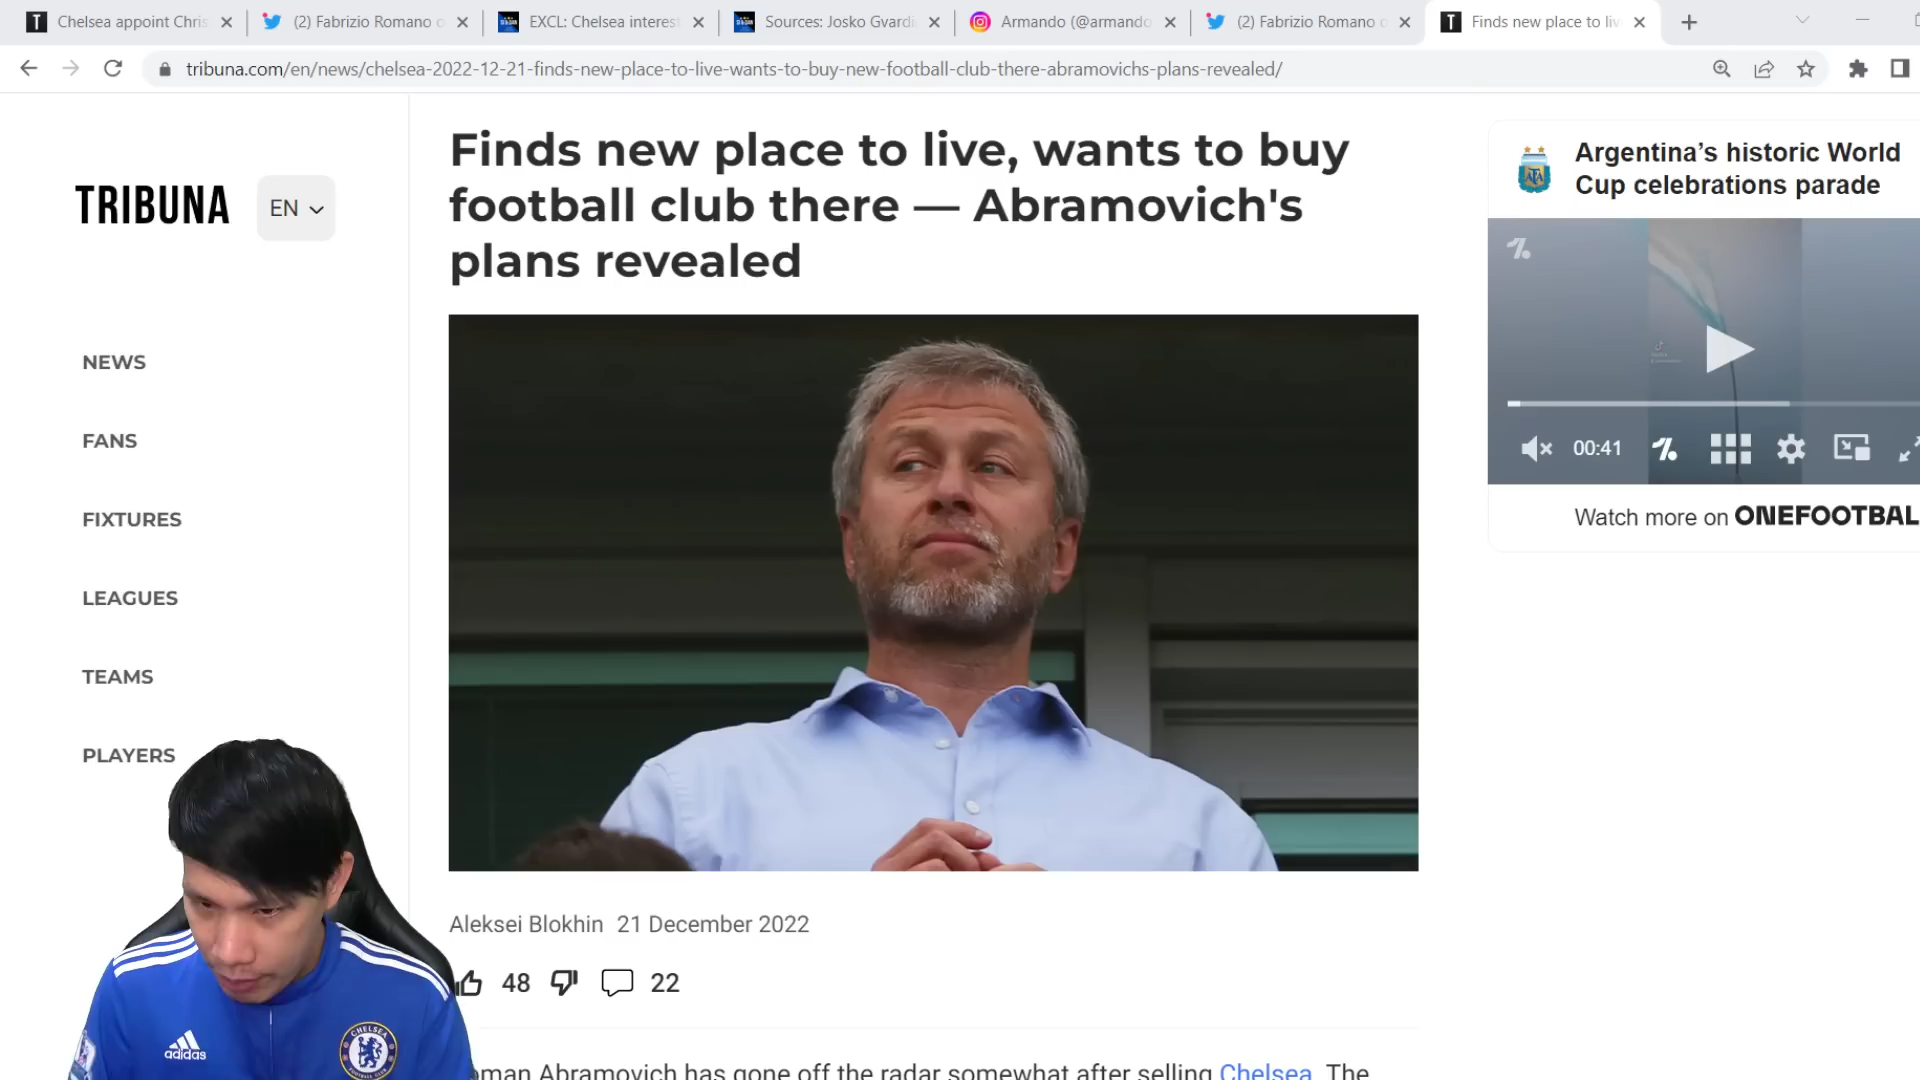 Chelsea appoint Chris
(2) Fabrizio Romano o
EXCL: Chelsea interest
Sources: Josko Gvardi
Armando (@armando
(2) Fabrizio Romano o
Finds new place to liv
tribuna.com/en/news/chelsea-2022-12-21-finds-new-place-to-live-wants-to-buy-new-football-club-there-abramovichs-plans-revealed/
TRIBUNA
EN
NEWS
FANS
FIXTURES
LEAGUES
TEAMS
PLAYERS
Finds new place to live, wants to buy
football club there — Abramovich's
plans revealed
Aleksei Blokhin 21 December 2022
48
22
oman Abramovich has gone off the radar somewhat after selling Chelsea. The
Argentina’s historic World
Cup celebrations parade
00:41
Watch more on ONEFOOTBAL
adidas
CHELSEA
FOOTBALL CLUB